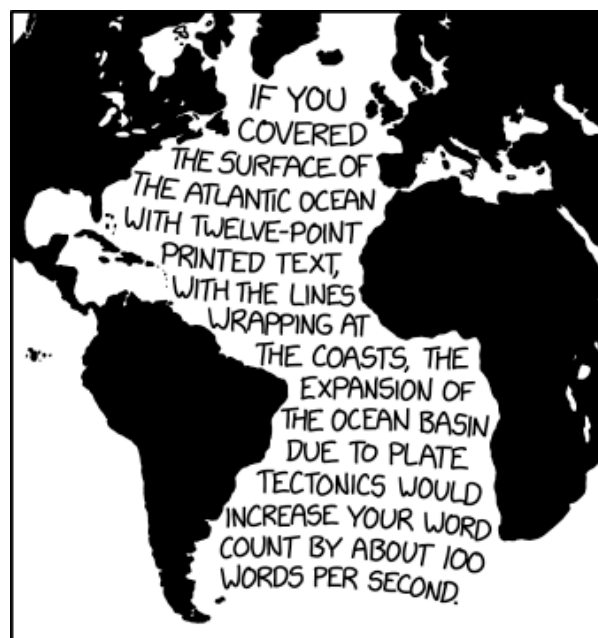 IF YOU
COVERED
THE SURFACE OF
THE ATLANTIC OCEAN
WITH TWELVE-POINT
PRINTED TEXT,
WITH THE LINES
WRAPPING AT
THE COASTS, THE
EXPANSION OF
THE OCEAN BASIN
DUE TO PLATE
TECTONICS WOULD
INCREASE YOUR WORD
COUNT BY ABOUT 100
WORDS PER SECOND.